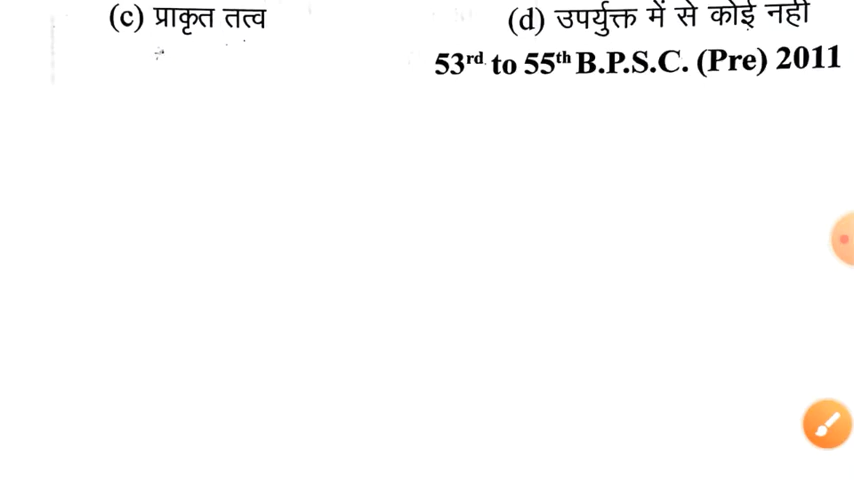 (c) प्राकृत तत्व (d) उपर्युक्त में से कोई नही
53rd to 55th B.P.S.C. (Pre) 2011